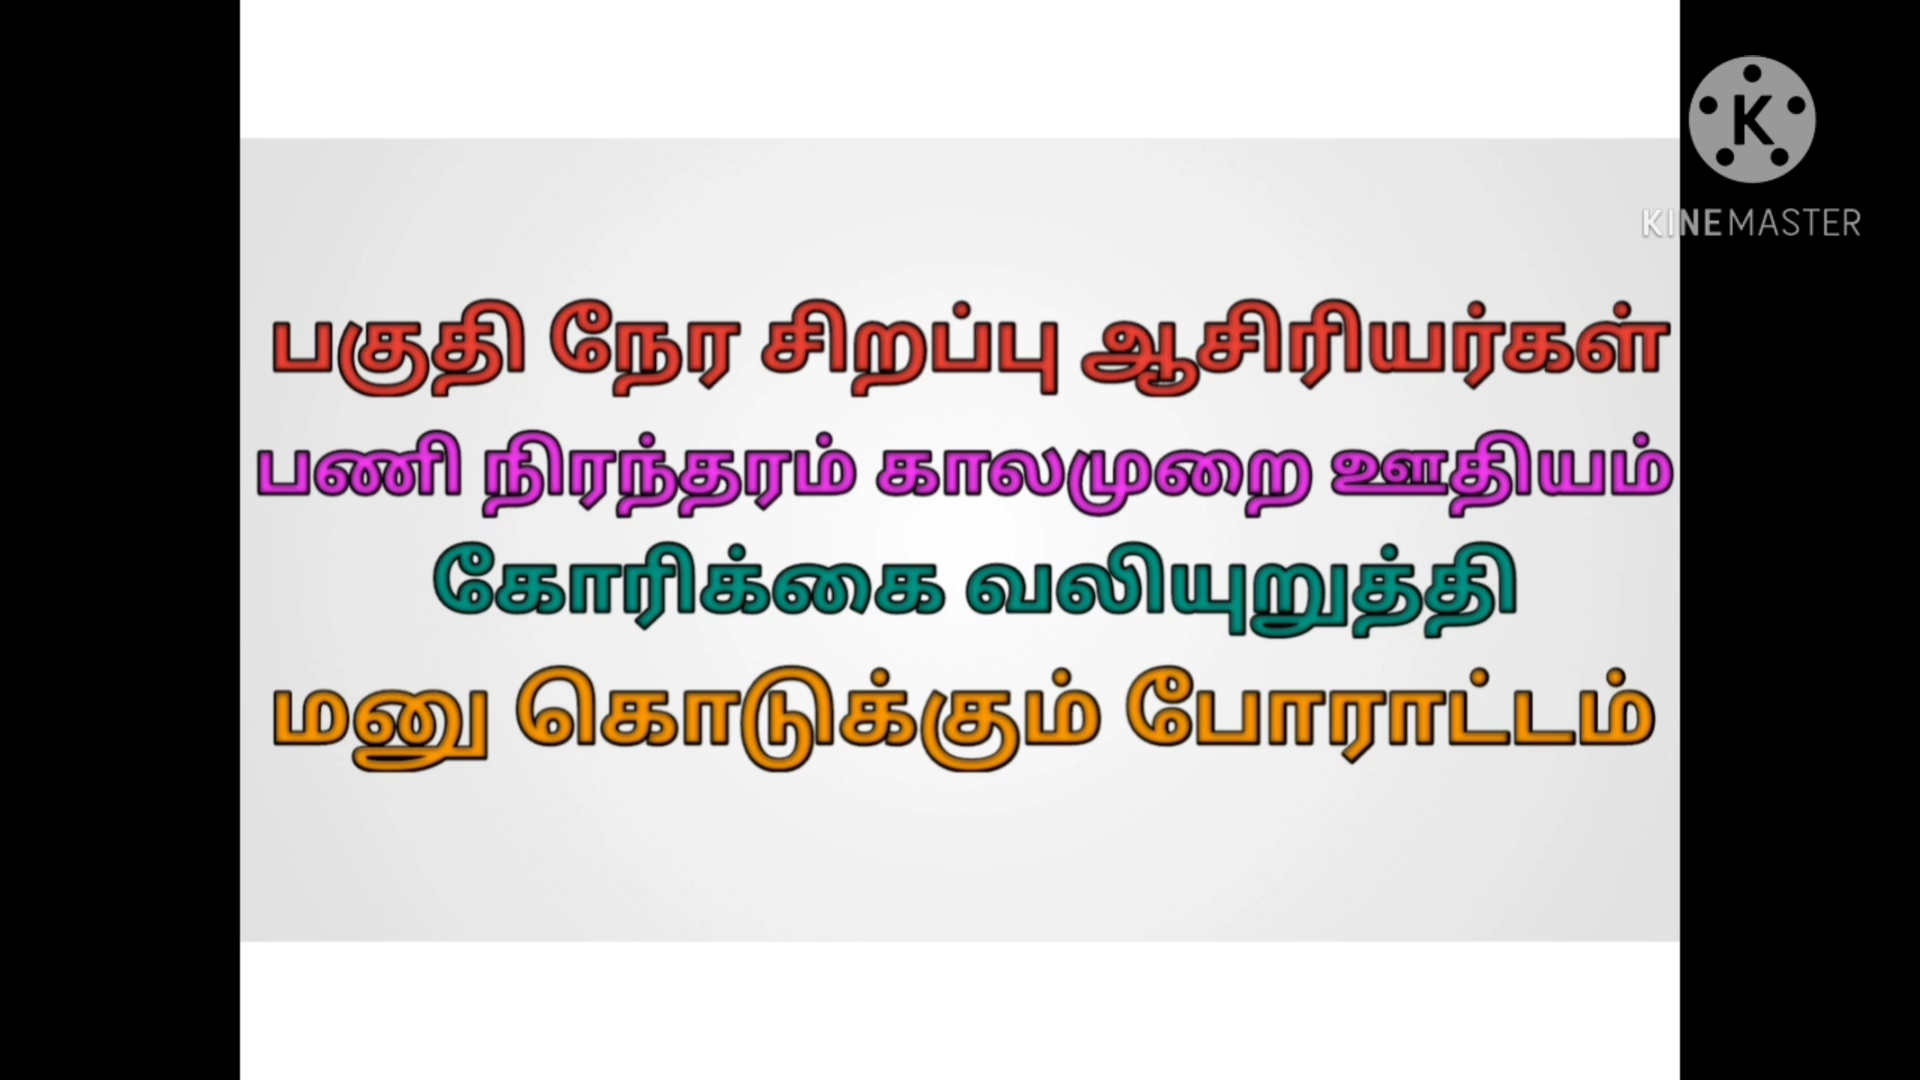 பகுதி நேர சிறப்பு ஆசிரியர்கள்
பணி நிரந்தரம் காலமுறை ஊதியம்
கோரிக்கை வலியுறுத்தி
மனு கொடுக்கும் போராட்டம்
K
KINEMASTER